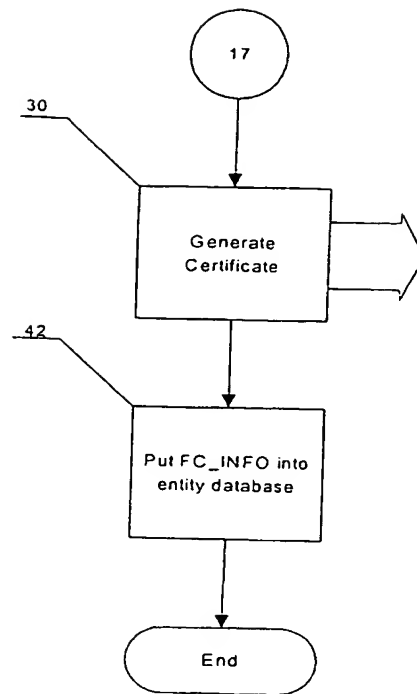 17
30
Generate
Certificate
42
Put FC_INFO into
entity database
End